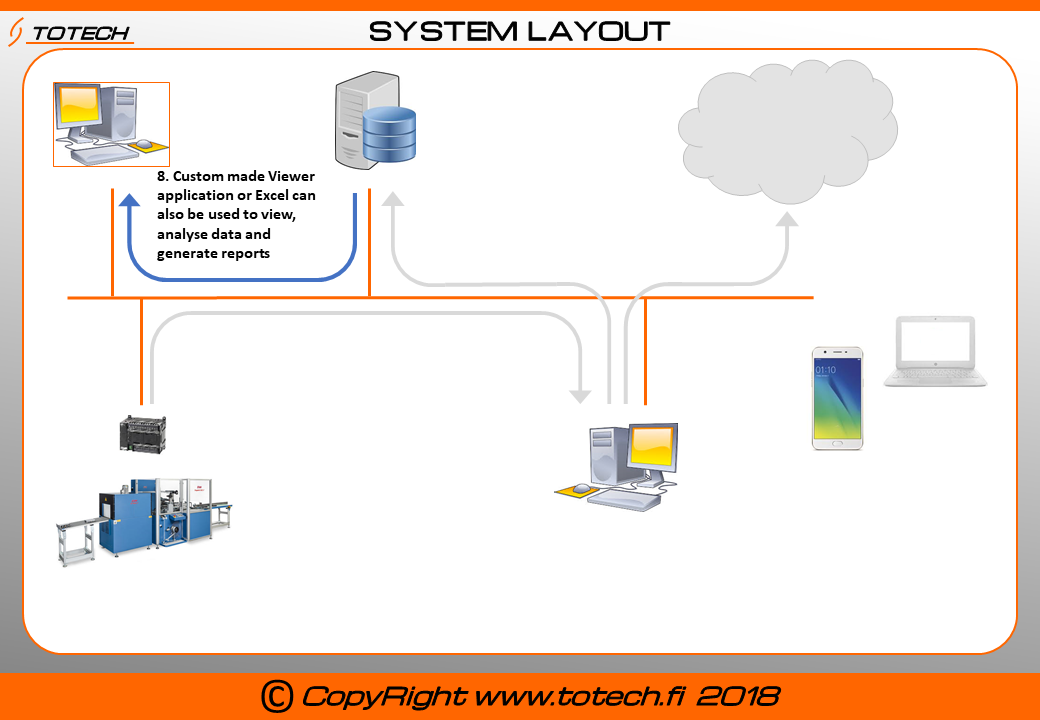 TOTECH
SYSTEM LAYOUT
8. Custom made Viewer
application or Excel can
also be used to view,
analyse data and
generate reports
01:10
© CopyRight www.totech.fi 2018